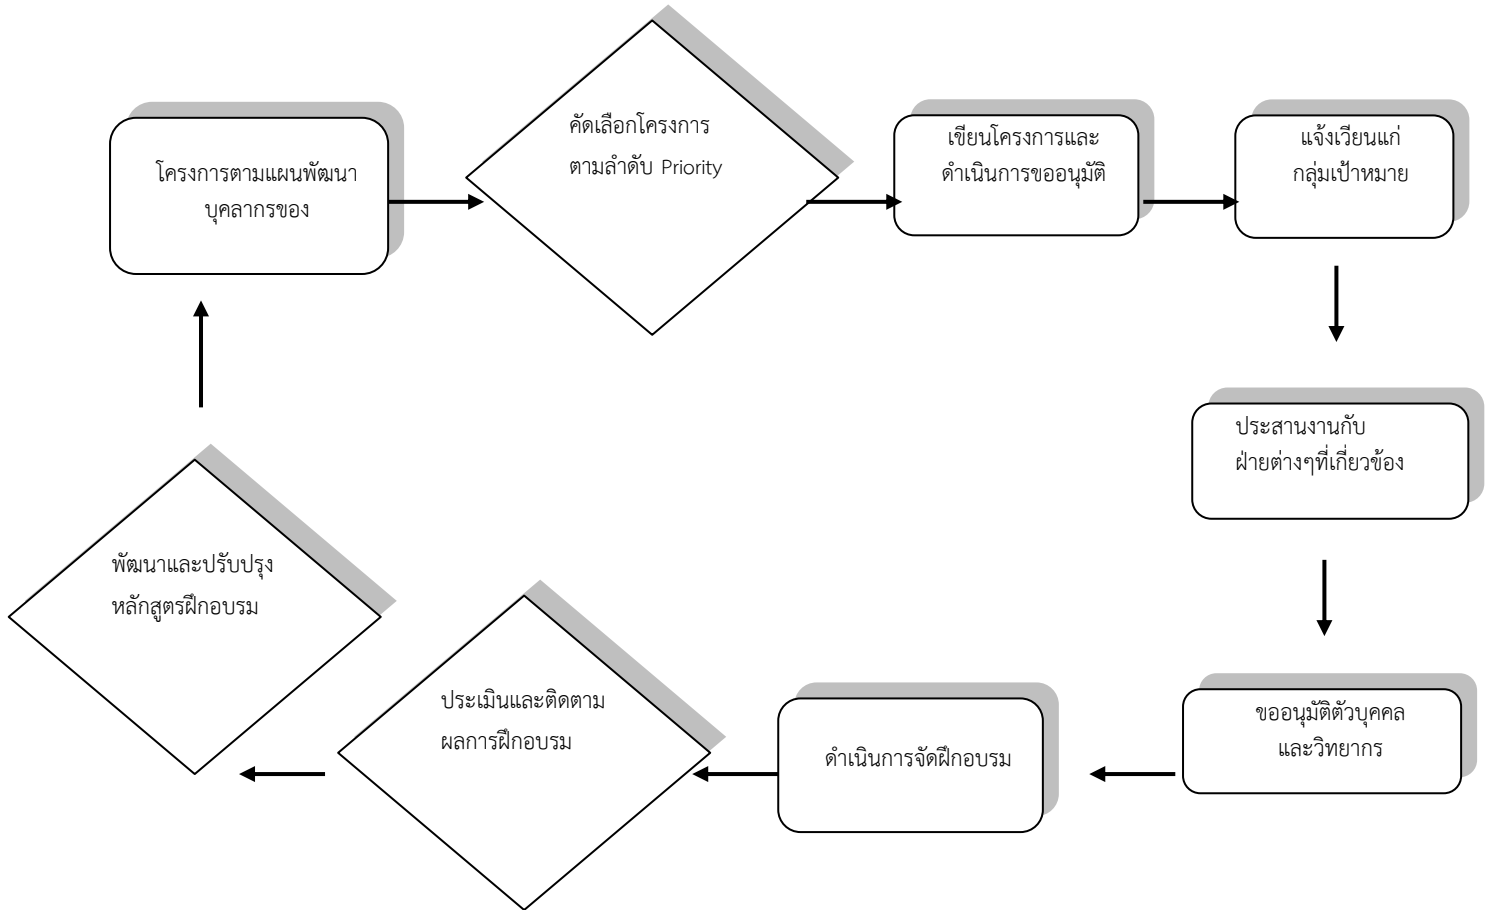 โครงการตามแผนพัฒนา
บุคลากรของ
คัดเลือกโครงการ
ตามลำดับ Priority
เขียนโครงการและ
ดำเนินการขออนุมัติ
แจ้งเวียนแก่
กลุ่มเป้าหมาย
ประสานงานกับ
ฝ่ายต่างๆที่เกี่ยวข้อง
ขออนุมัติตัวบุคคล
และวิทยากร
ดำเนินการจัดฝึกอบรม
ประเมินและติดตาม
ผลการฝึกอบรม
พัฒนาและปรับปรุง
หลักสูตรฝึกอบรม